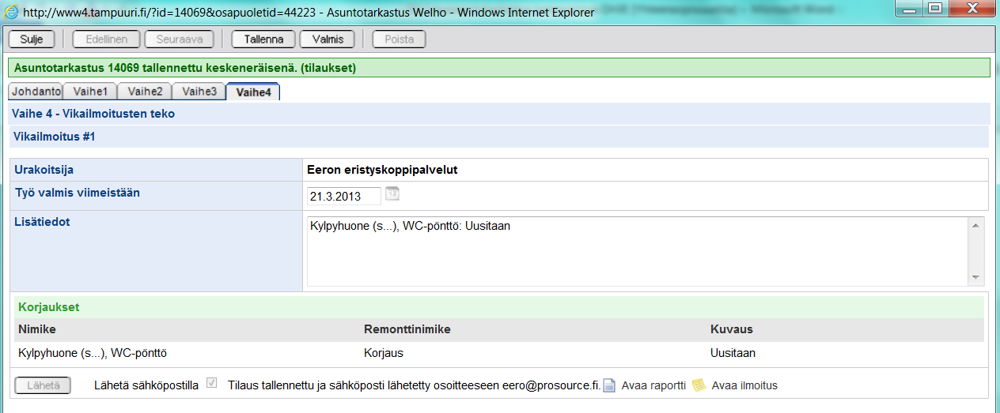 http://www4.tampuuri.fi/?id=14069&osapuoletid=44223 - Asuntotarkastus Welho - Windows Internet Explorer
Sulje Edellinen Seuraava Tallenna Valmis Poista
Asuntotarkastus 14069 tallennettu keskeneräisenä. (tilaukset)
Johdanto Vaihe1 Vaihe2 Vaihe3 Vaihe4
Vaihe 4 - Vikailmoitusten teko
Vikailmoitus #1
Urakoitsija Eeron eristyskoppipalvelut
Työ valmis viimeistään 21.3.2013
Lisätiedot Kylpyhuone (s...), WC-pönttö: Uusitaan
Korjaukset
Nimike Remonttinimike Kuvaus
Kylpyhuone (s...), WC-pönttö Korjaus Uusitaan
Lähetä Lähetä sähköpostilla Tilaus tallennettu ja sähköposti lähetetty osoitteeseen eero@prosource.fi. Avaa raportti Avaa ilmoitus